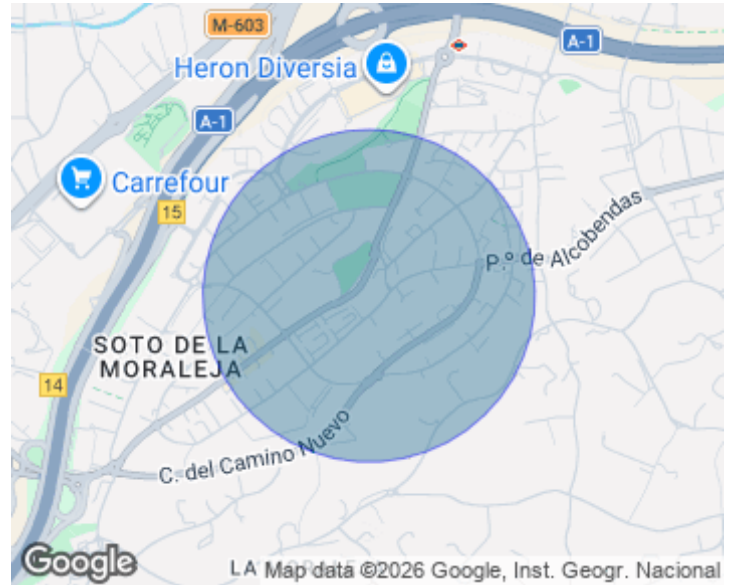 M-603
A-1
Heron Diversia
A-1
Carrefour
15
P.º de Alcobendas
SOTO DE LA
MORALEJA
14
C. del Camino Nuevo
Google
LA
Map data ©2026 Google, Inst. Geogr. Nacional